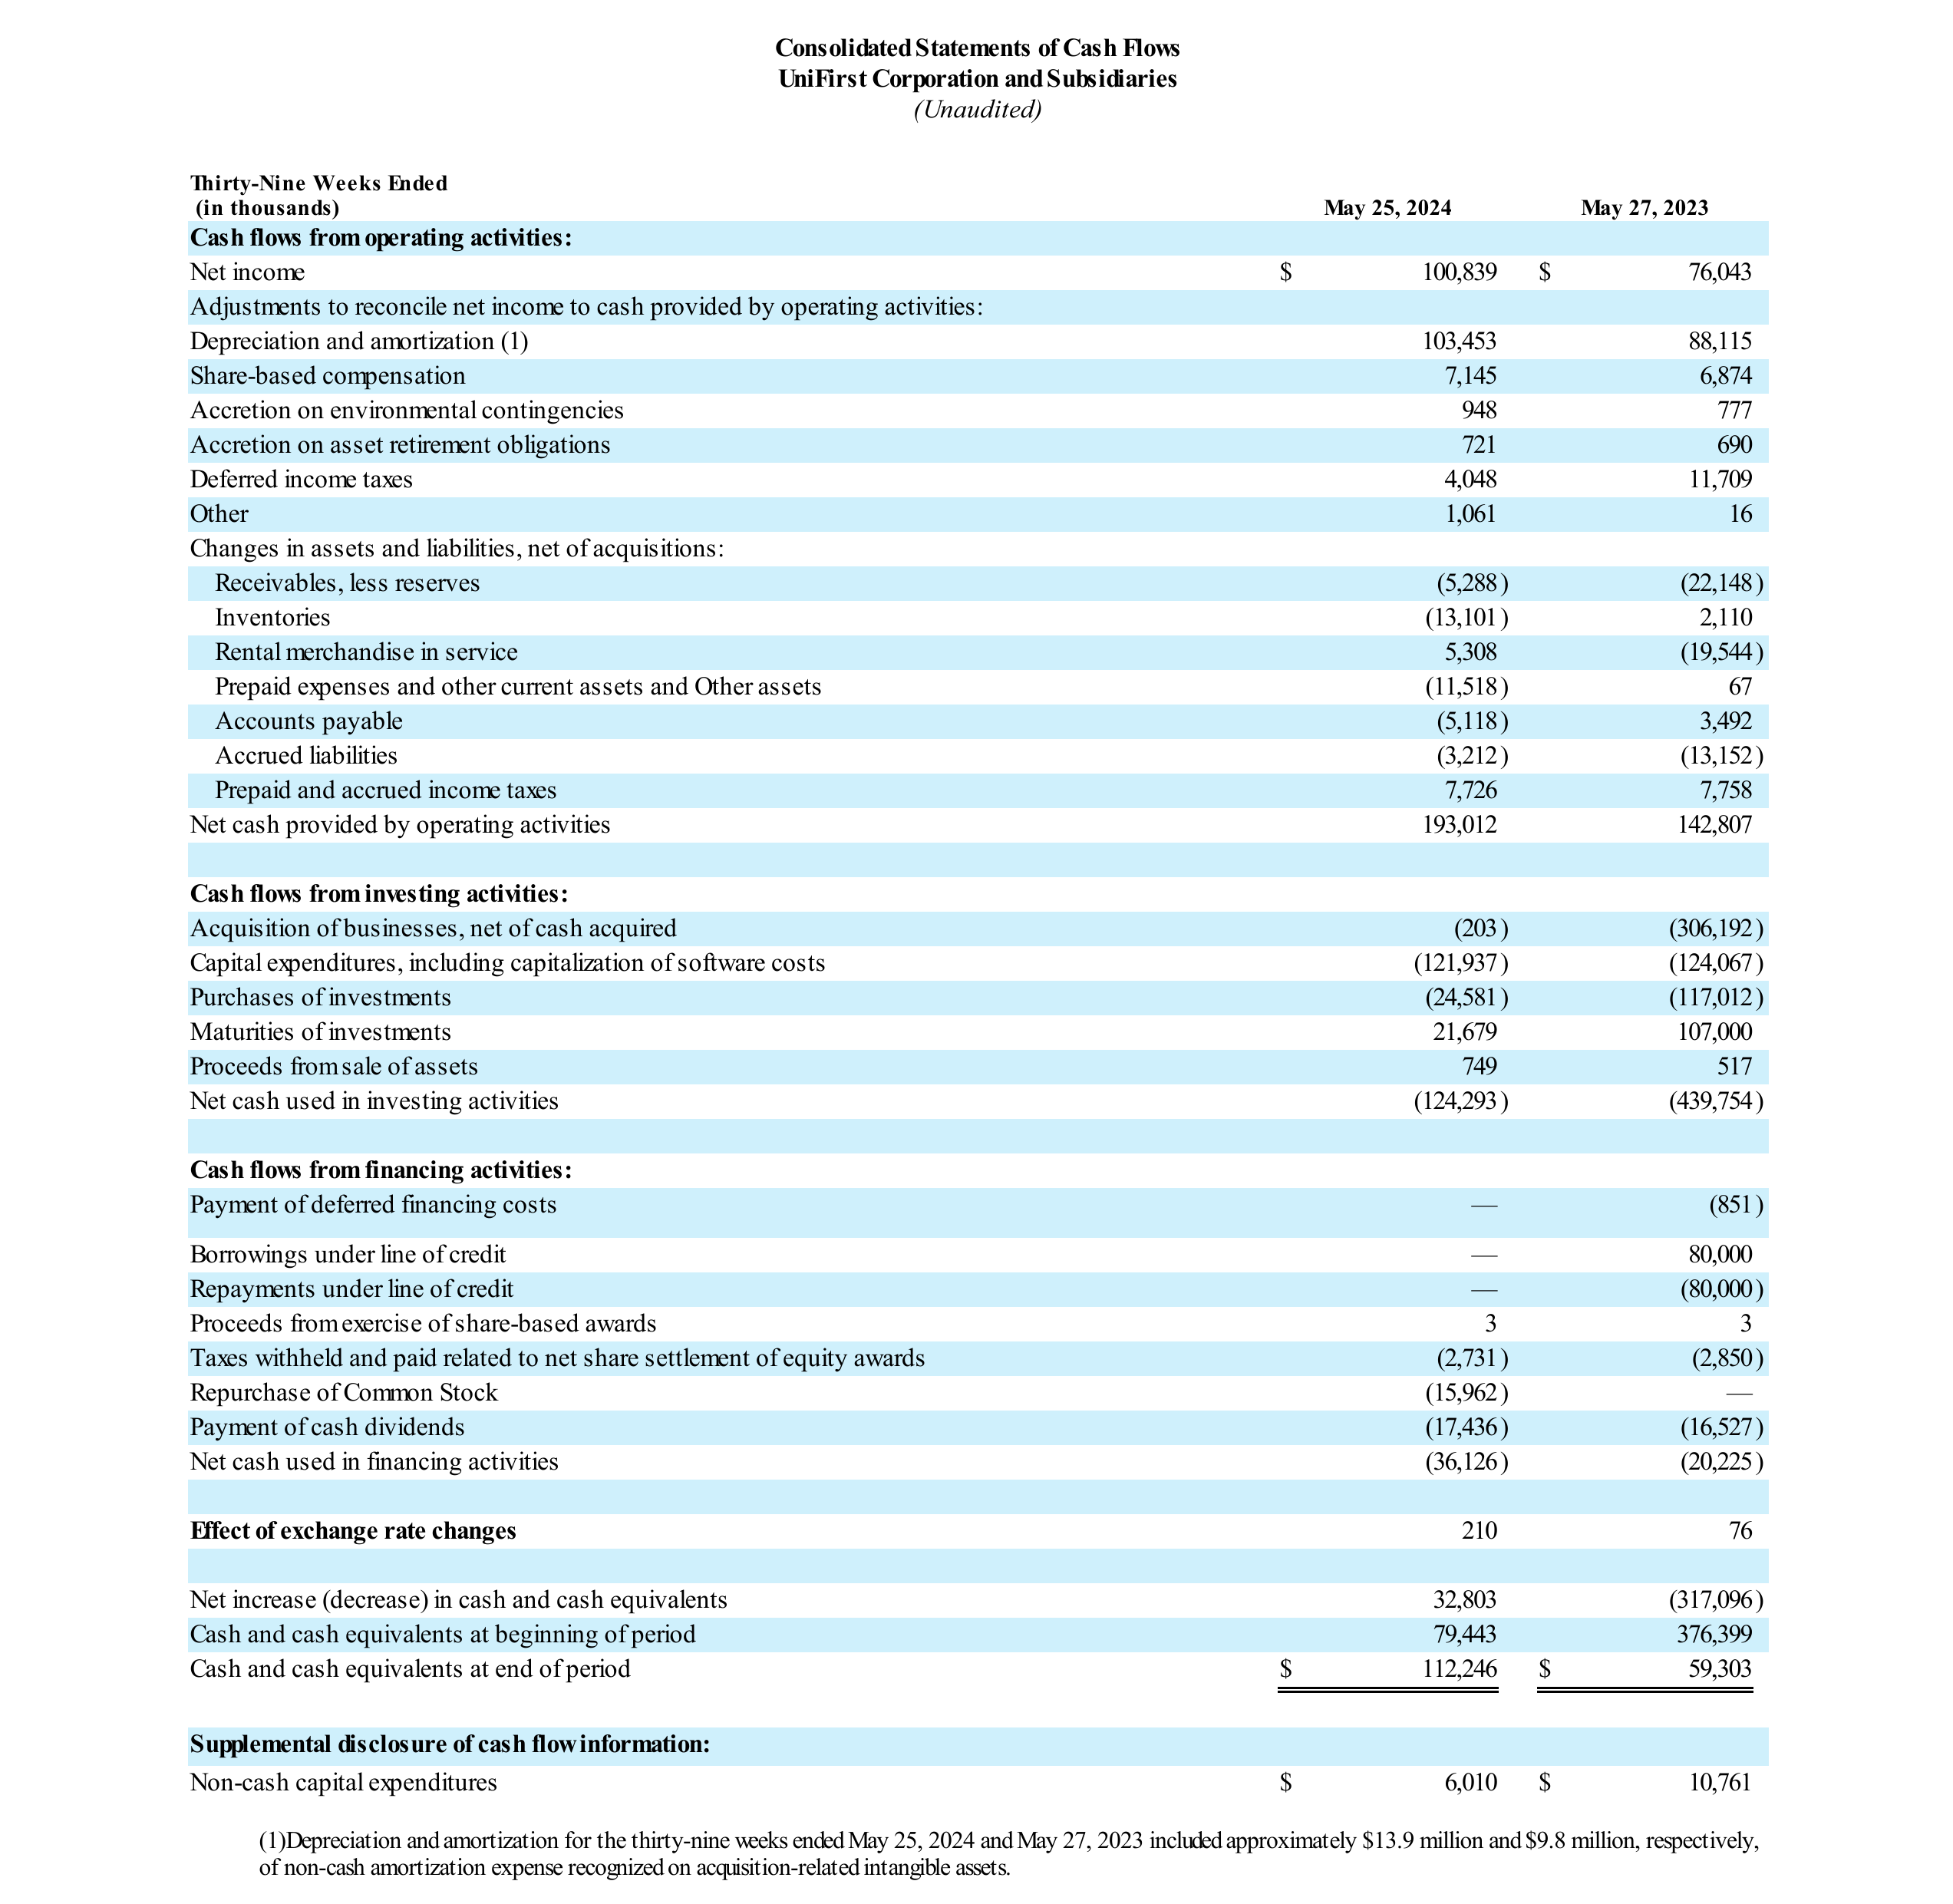 Consolidated Statements of Cash Flows
UniFirst Corporation and Subsidiaries
(Unaudited)
Thirty-Nine Weeks Ended
(in thousands) May 25, 2024 May 27, 2023
Cash flows from operating activities:
Net income $ 100,839 $ 76,043
Adjustments to reconcile net income to cash provided by operating activities:
Depreciation and amortization (1) 103,453 88,115
Share-based compensation 7,145 6,874
Accretion on environmental contingencies 948 777
Accretion on asset retirement obligations 721 690
Deferred income taxes 4,048 11,709
Other 1,061 16
Changes in assets and liabilities, net of acquisitions:
Receivables, less reserves (5,288) (22,148)
Inventories (13,101) 2,110
Rental merchandise in service 5,308 (19,544)
Prepaid expenses and other current assets and Other assets (11,518) 67
Accounts payable (5,118) 3,492
Accrued liabilities (3,212) (13,152)
Prepaid and accrued income taxes 7,726 7,758
Net cash provided by operating activities 193,012 142,807
Cash flows from investing activities:
Acquisition of businesses, net of cash acquired (203) (306,192)
Capital expenditures, including capitalization of software costs (121,937) (124,067)
Purchases of investments (24,581) (117,012)
Maturities of investments 21,679 107,000
Proceeds from sale of assets 749 517
Net cash used in investing activities (124,293) (439,754)
Cash flows from financing activities:
Payment of deferred financing costs — (851)
Borrowings under line of credit — 80,000
Repayments under line of credit — (80,000)
Proceeds from exercise of share-based awards 3 3
Taxes withheld and paid related to net share settlement of equity awards (2,731) (2,850)
Repurchase of Common Stock (15,962) —
Payment of cash dividends (17,436) (16,527)
Net cash used in financing activities (36,126) (20,225)
Effect of exchange rate changes 210 76
Net increase (decrease) in cash and cash equivalents 32,803 (317,096)
Cash and cash equivalents at beginning of period 79,443 376,399
Cash and cash equivalents at end of period $ 112,246 $ 59,303
Supplemental disclosure of cash flow information:
Non-cash capital expenditures $ 6,010 $ 10,761
(1)Depreciation and amortization for the thirty-nine weeks ended May 25, 2024 and May 27, 2023 included approximately $13.9 million and $9.8 million, respectively,
of non-cash amortization expense recognized on acquisition-related intangible assets.